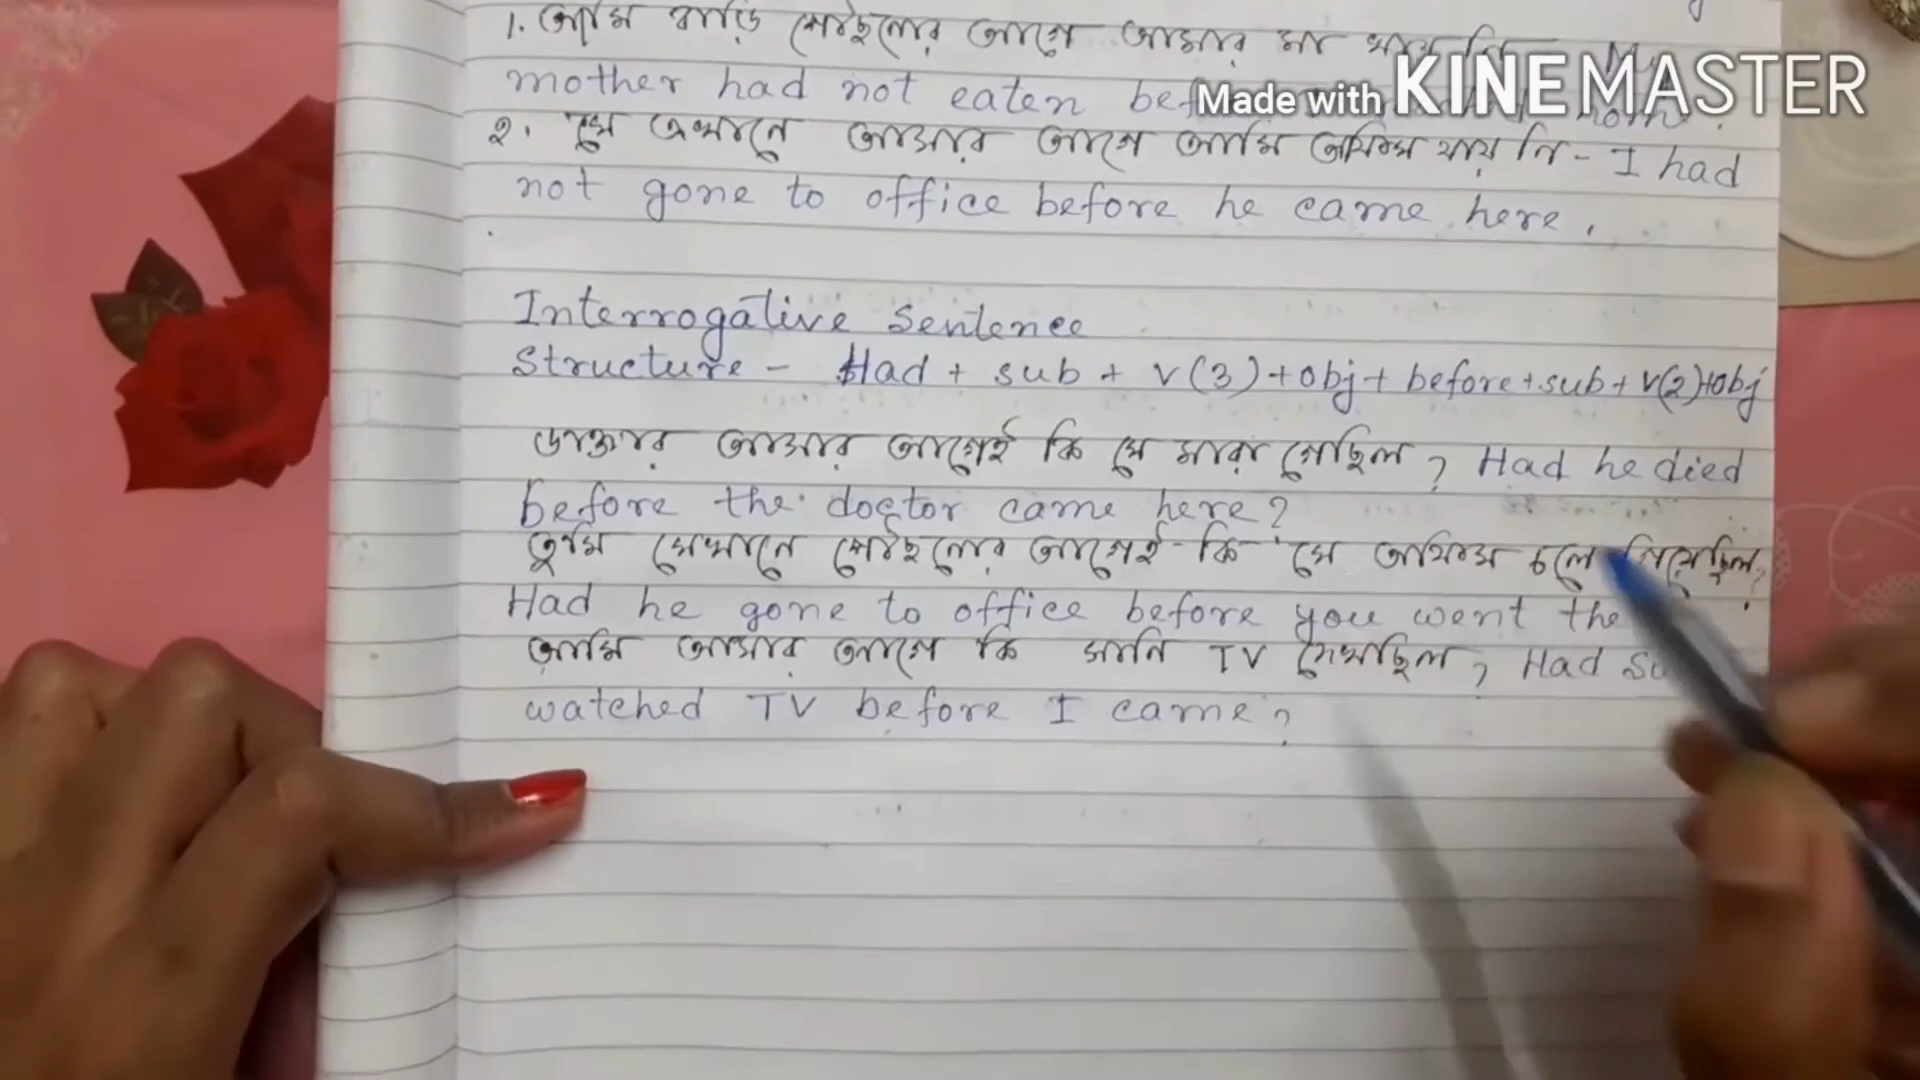 1. আমি বাড়ি পৌঁছনোর আগে আমার মা খায় নি
mother had not eaten
Made with KINEMASTER
২. সে এখানে আসার আগে আমি অফিস যায় নি - I had
not gone to office before he came here.
Interrogative Sentence
Structure - Had + sub + v(3) + obj + before + sub + v(2) + obj
ডাক্তার আসার আগেই কি সে মারা গেছিল? Had he died
before the doctor came here?
তুমি সেখানে পৌঁছনোর আগেই কি সে অফিস চলে গিয়েছিল?
Had he gone to office before you went
আমি আসার আগে কি সানি TV দেখছিল? Had
watched TV before I came?